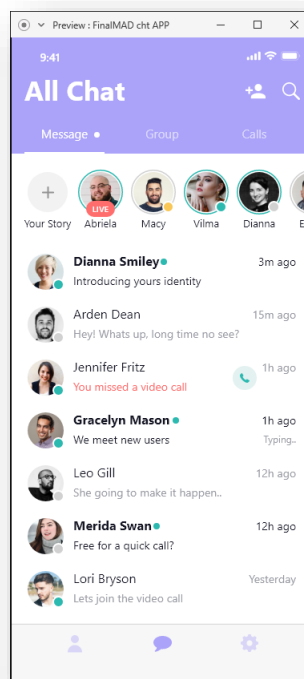 Preview : FinalMAD cht APP
9:41
All Chat
Message
Group
Calls
LIVE
Your Story
Abriela
Macy
Vilma
Dianna
E
Dianna Smiley
3m ago
Introducing yours identity
Arden Dean
15m ago
Hey! Whats up, long time no see?
Jennifer Fritz
1h ago
You missed a video call
Gracelyn Mason
1h ago
We meet new users
Typing..
Leo Gill
12h ago
She going to make it happen..
Merida Swan
12h ago
Free for a quick call?
Lori Bryson
Yesterday
Lets join the video call